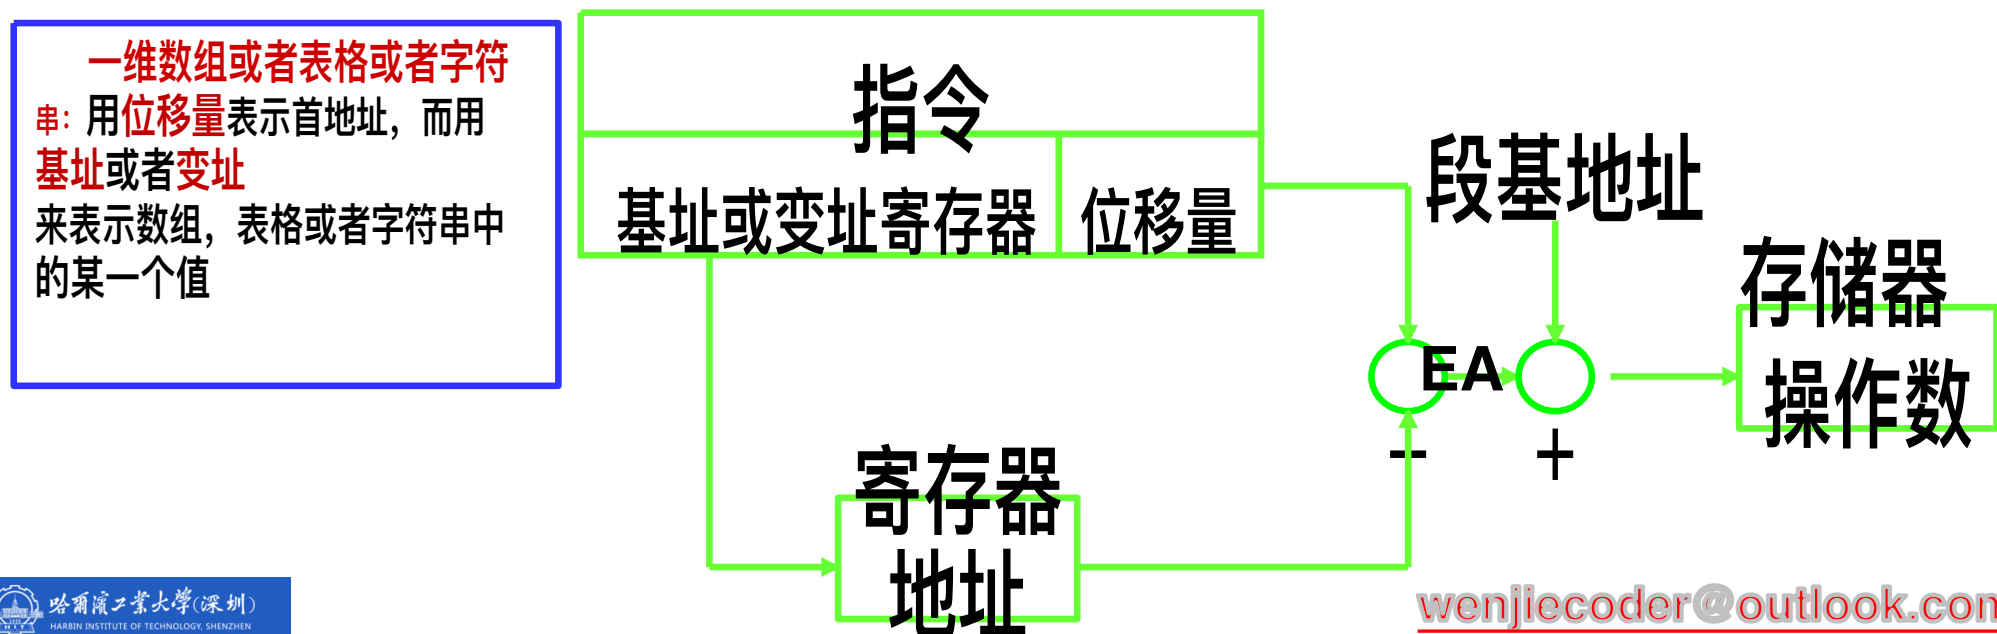 一维数组或者表格或者字符
串：用位移量表示首地址，而用
基址或者变址
来表示数组，表格或者字符串中
的某一个值
指令
基址或变址寄存器
位移量
段基地址
存储器
操作数
EA
+
+
寄存器
地址
哈爾濱工業大學(深圳)
HARBIN INSTITUTE OF TECHNOLOGY, SHENZHEN
wenjiecoder@outlook.com